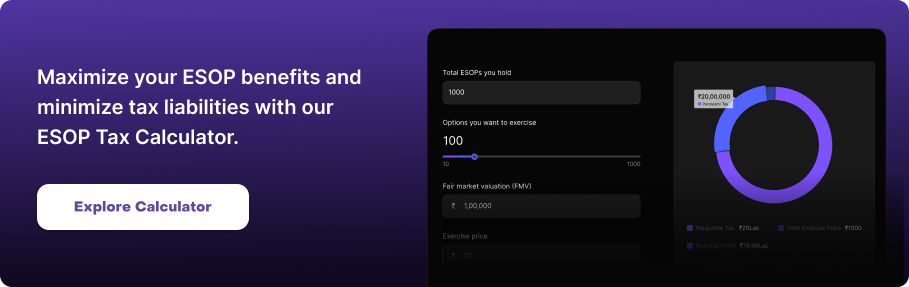 Maximize your ESOP benefits and
minimize tax liabilities with our
ESOP Tax Calculator.
Explore Calculator
Total ESOPs you hold
1000
Options you want to exercise
100
10 1000
Fair market valuation (FMV)
₹ 1,00,000
Exercise price
₹ 10
₹20,00,000
Perquisite Tax
Perquisite Tax ₹20Lac
Total Exercise Price ₹1000
Notional Profit ₹79.99Lac